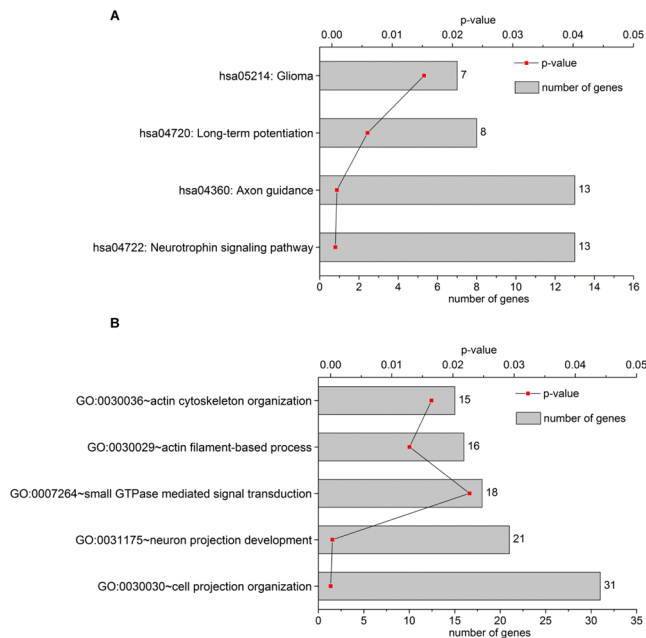 A
p-value
0.00 0.01 0.02 0.03 0.04 0.05
hsa05214: Glioma 7
p-value
number of genes
hsa04720: Long-term potentiation 8
hsa04360: Axon guidance 13
hsa04722: Neurotrophin signaling pathway 13
0 2 4 6 8 10 12 14 16
number of genes
B
p-value
0.00 0.01 0.02 0.03 0.04 0.05
GO:0030036~actin cytoskeleton organization 15
p-value
number of genes
GO:0030029~actin filament-based process 16
GO:0007264~small GTPase mediated signal transduction 18
GO:0031175~neuron projection development 21
GO:0030030~cell projection organization 31
0 5 10 15 20 25 30 35
number of genes